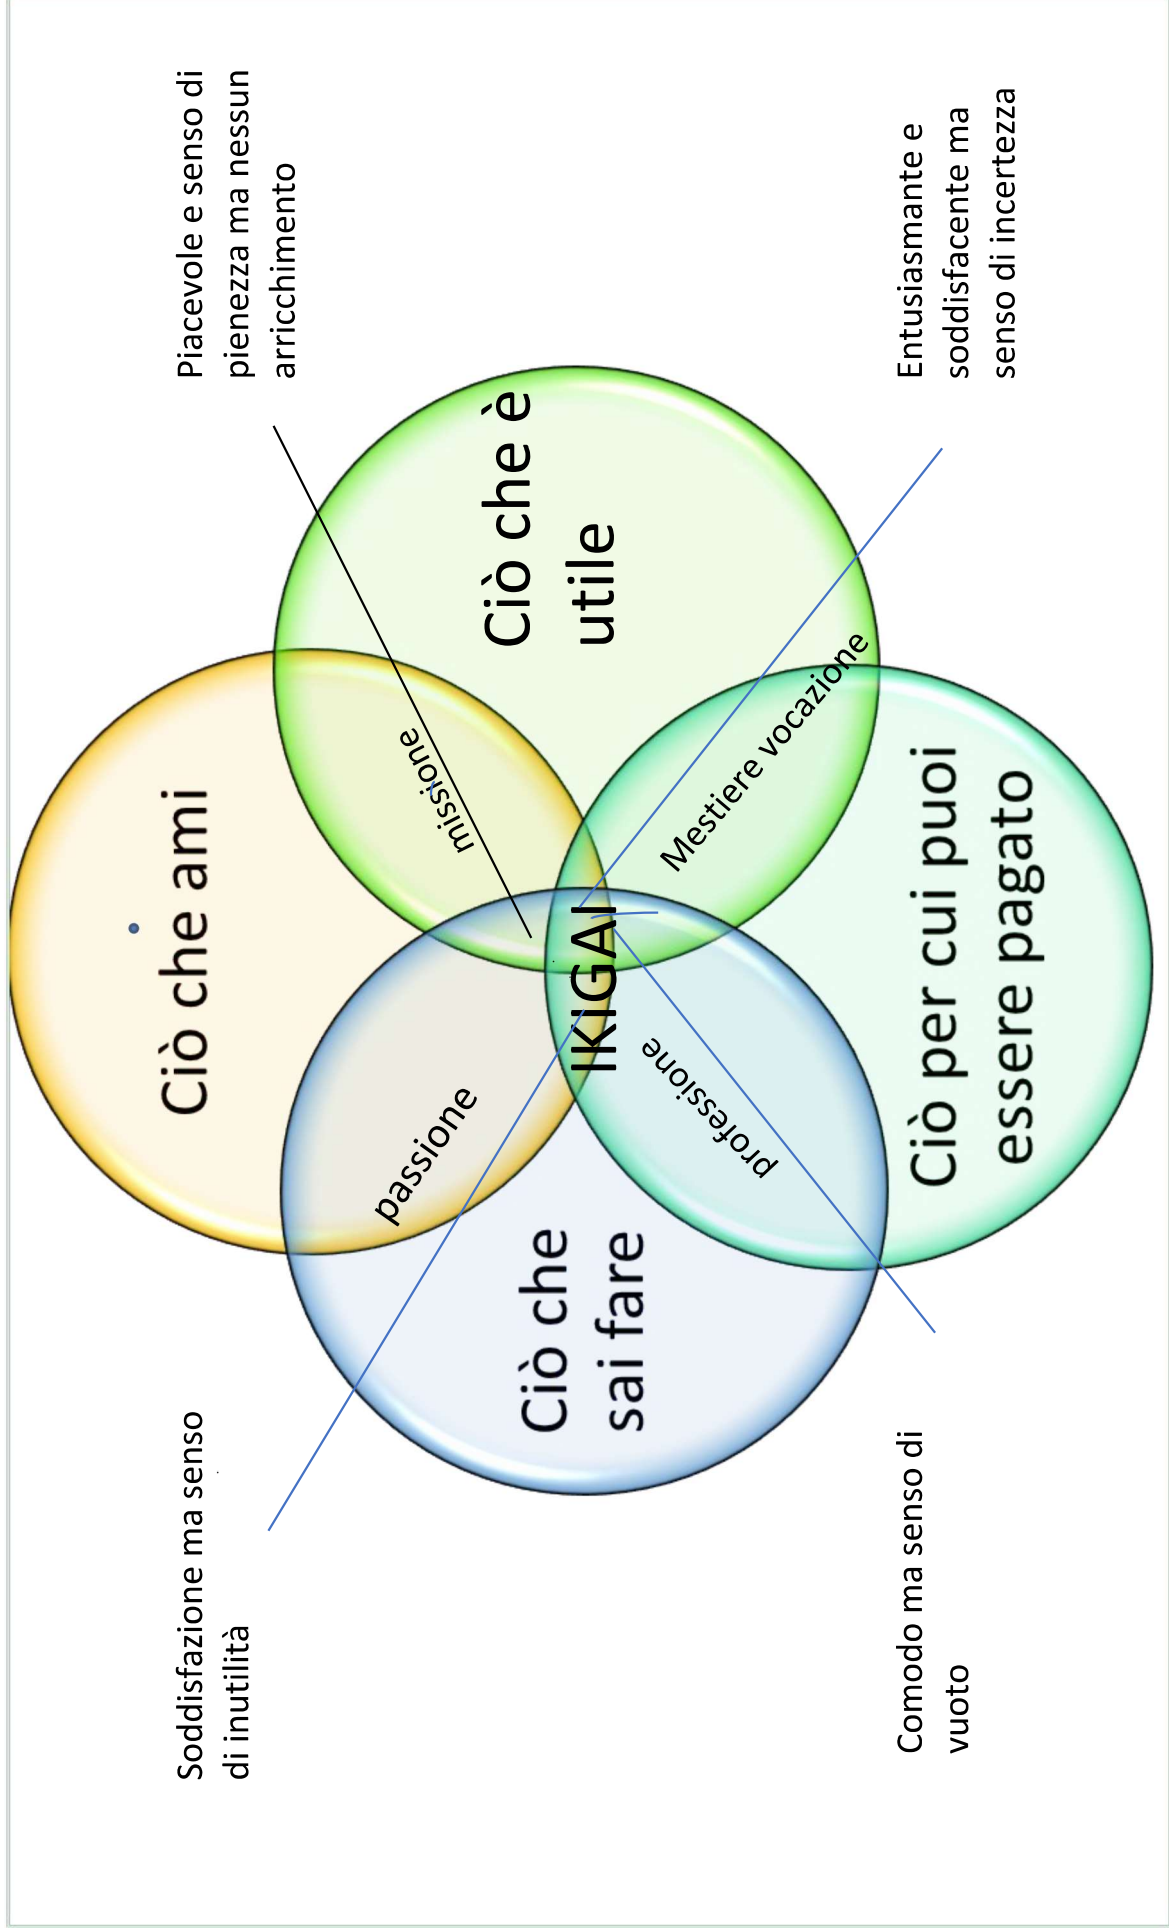 Ciò che ami
Soddisfazione ma senso
di inutilità
Piacevole e senso di
pienezza ma nessun
arricchimento
passione
missione
Ciò che
sai fare
IKIGAI
Ciò che è
utile
professione
Mestiere vocazione
Ciò per cui puoi
essere pagato
Comodo ma senso di
vuoto
Entusiasmante e
soddisfacente ma
senso di incertezza